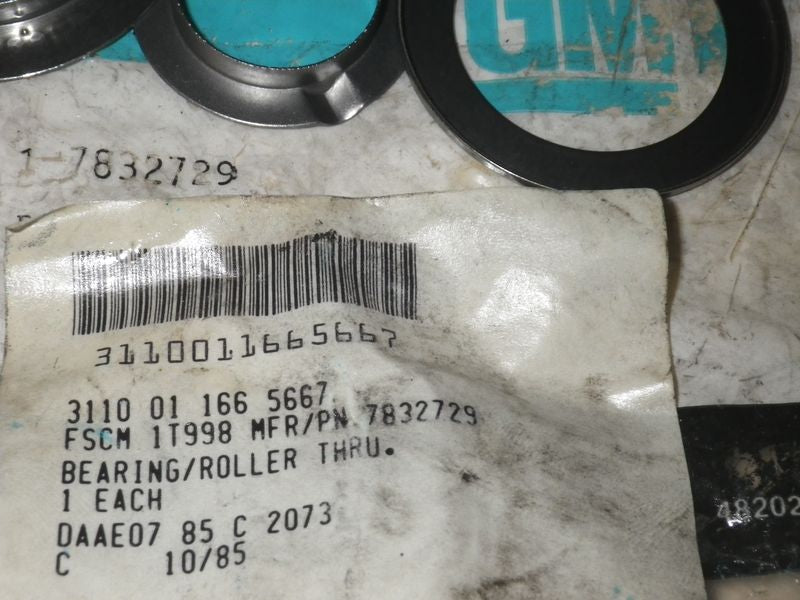 GM
1-7832729
3110011665667
3110 01 166 5667
FSCM 1T998 MFR/PN 7832729
BEARING/ROLLER THRU.
1 EACH
DAAE07 85 C 2073
C 10/85
48202